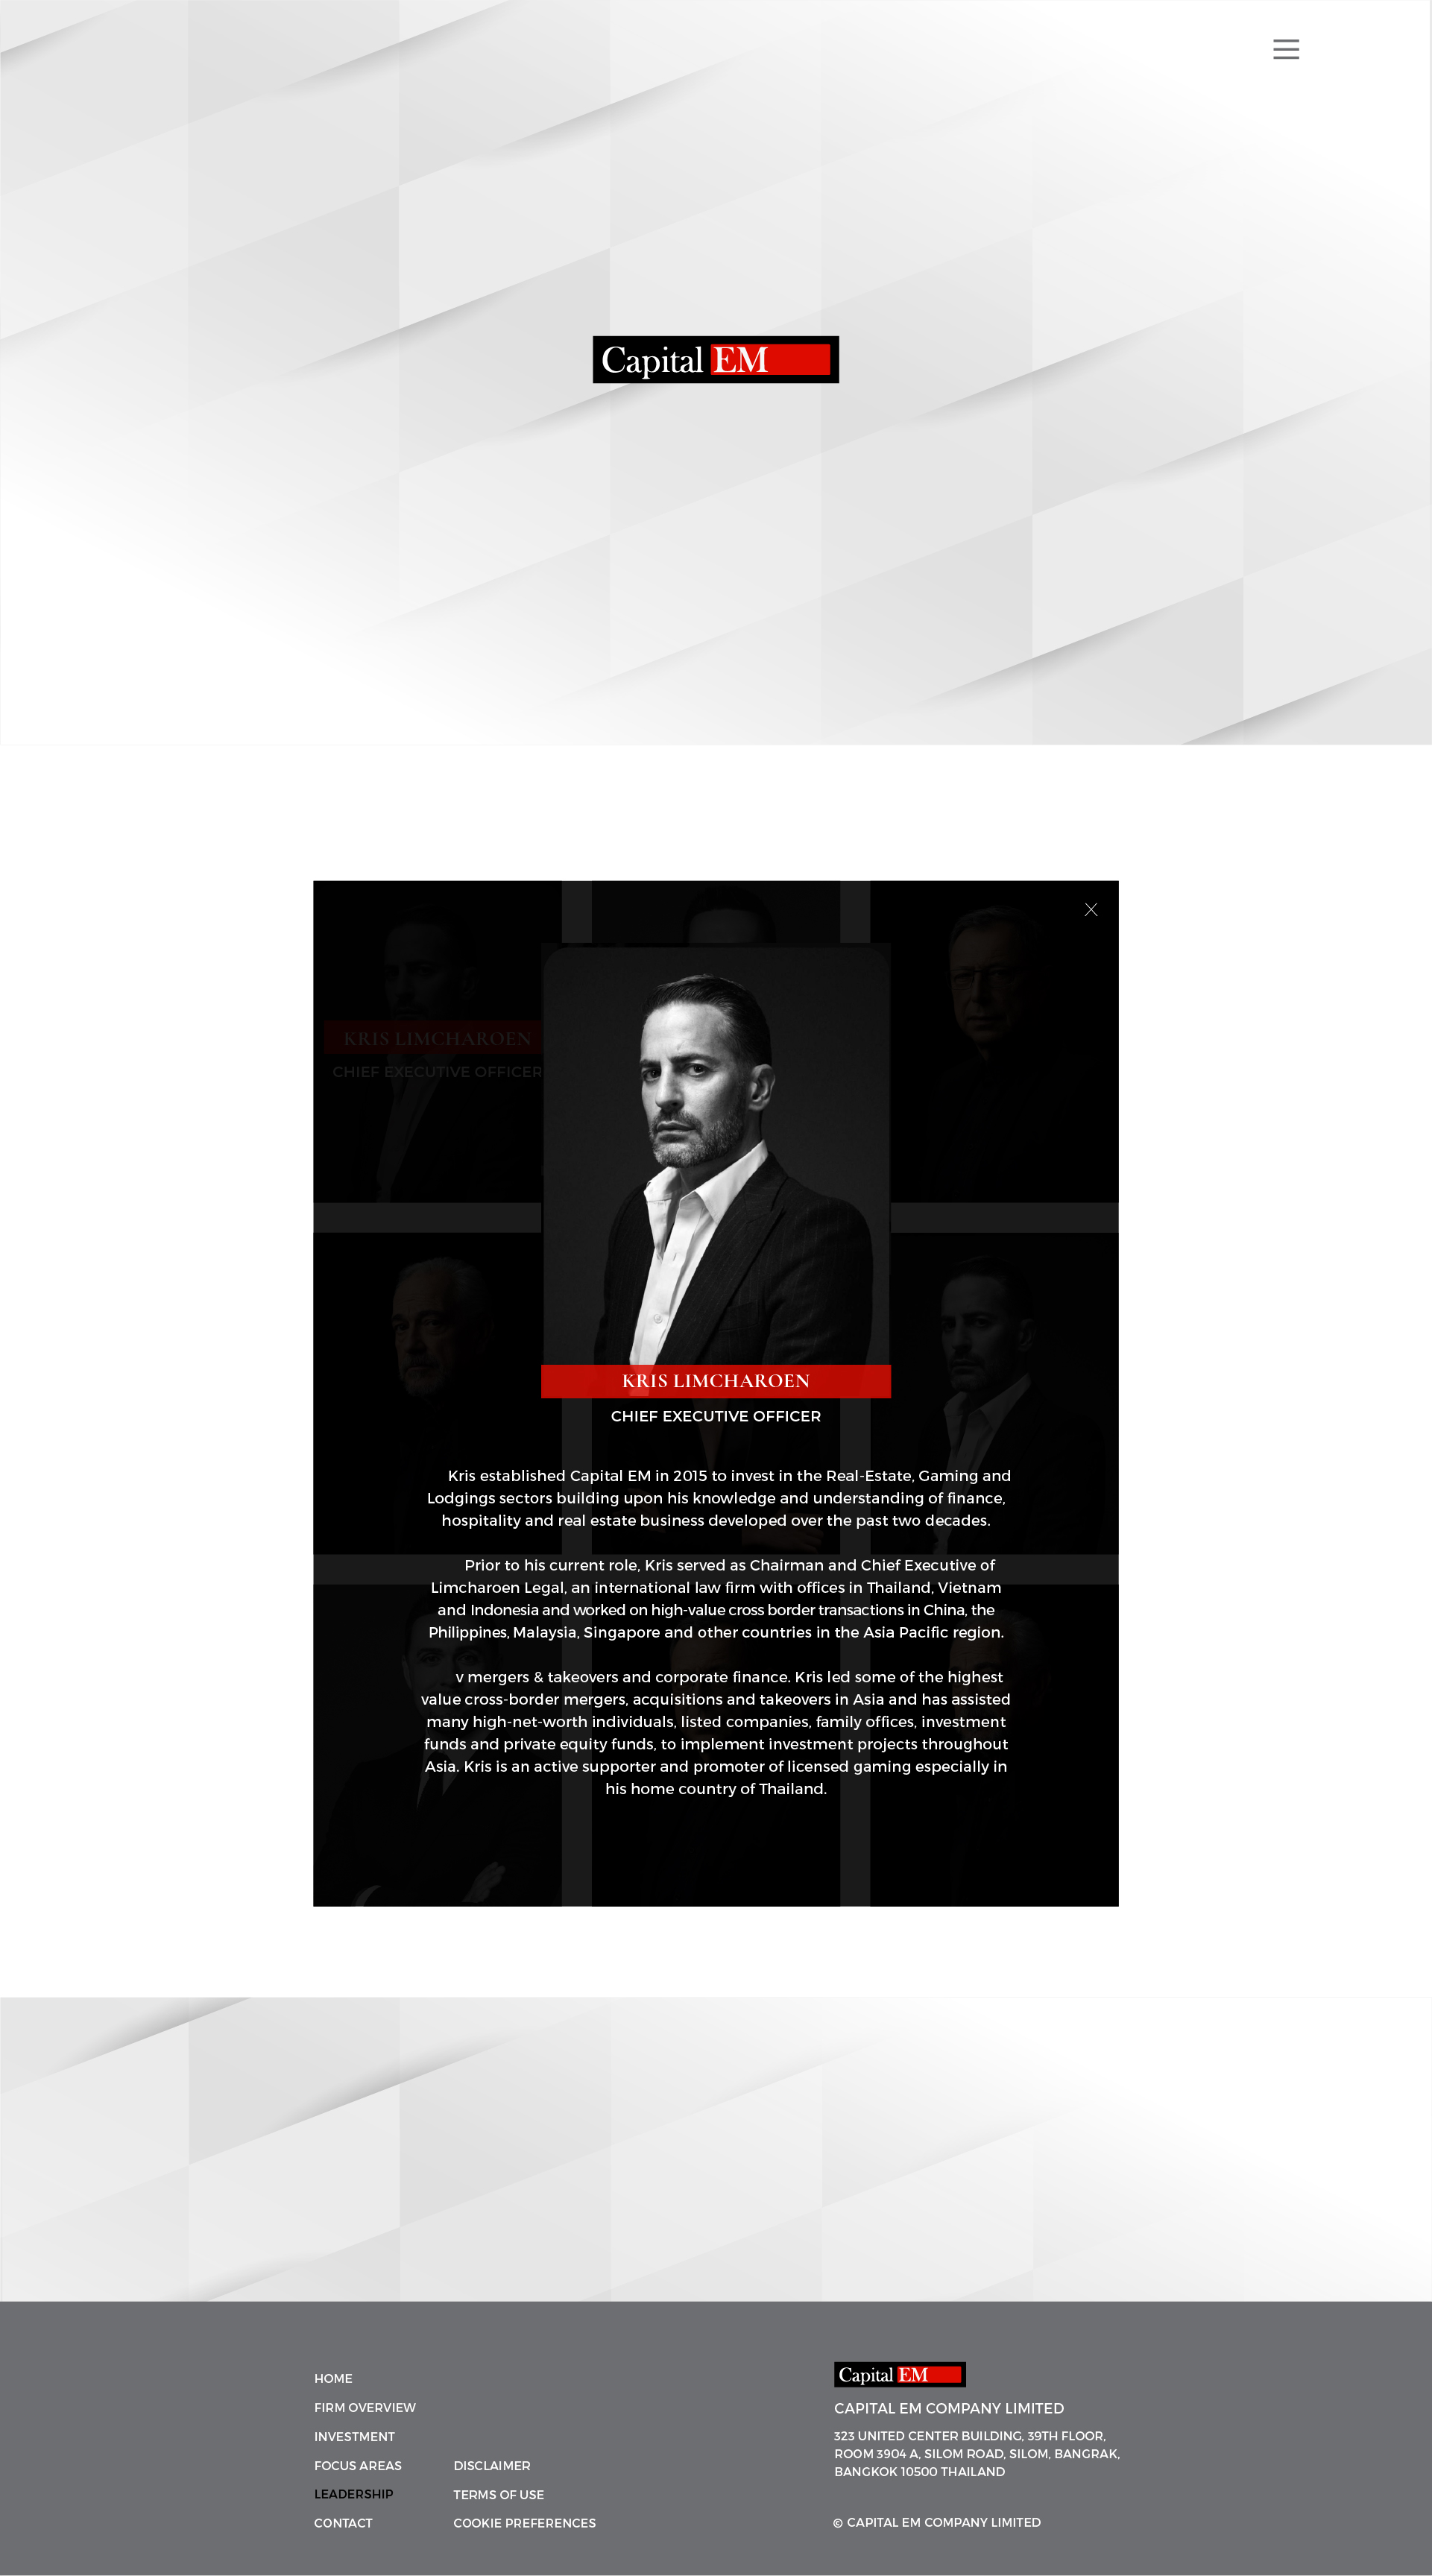 Capital EM
KRIS LIMCHAROEN
CHIEF EXECUTIVE OFFICER
KRIS LIMCHAROEN
CHIEF EXECUTIVE OFFICER
Kris established Capital EM in 2015 to invest in the Real-Estate, Gaming and
Lodgings sectors building upon his knowledge and understanding of finance,
hospitality and real estate business developed over the past two decades.
Prior to his current role, Kris served as Chairman and Chief Executive of
Limcharoen Legal, an international law firm with offices in Thailand, Vietnam
and Indonesia and worked on high-value cross border transactions in China, the
Philippines, Malaysia, Singapore and other countries in the Asia Pacific region.
v mergers & takeovers and corporate finance. Kris led some of the highest
value cross-border mergers, acquisitions and takeovers in Asia and has assisted
many high-net-worth individuals, listed companies, family offices, investment
funds and private equity funds, to implement investment projects throughout
Asia. Kris is an active supporter and promoter of licensed gaming especially in
his home country of Thailand.
HOME
FIRM OVERVIEW
INVESTMENT
FOCUS AREAS
LEADERSHIP
CONTACT
DISCLAIMER
TERMS OF USE
COOKIE PREFERENCES
Capital EM
CAPITAL EM COMPANY LIMITED
323 UNITED CENTER BUILDING, 39TH FLOOR,
ROOM 3904 A, SILOM ROAD, SILOM, BANGRAK,
BANGKOK 10500 THAILAND
© CAPITAL EM COMPANY LIMITED